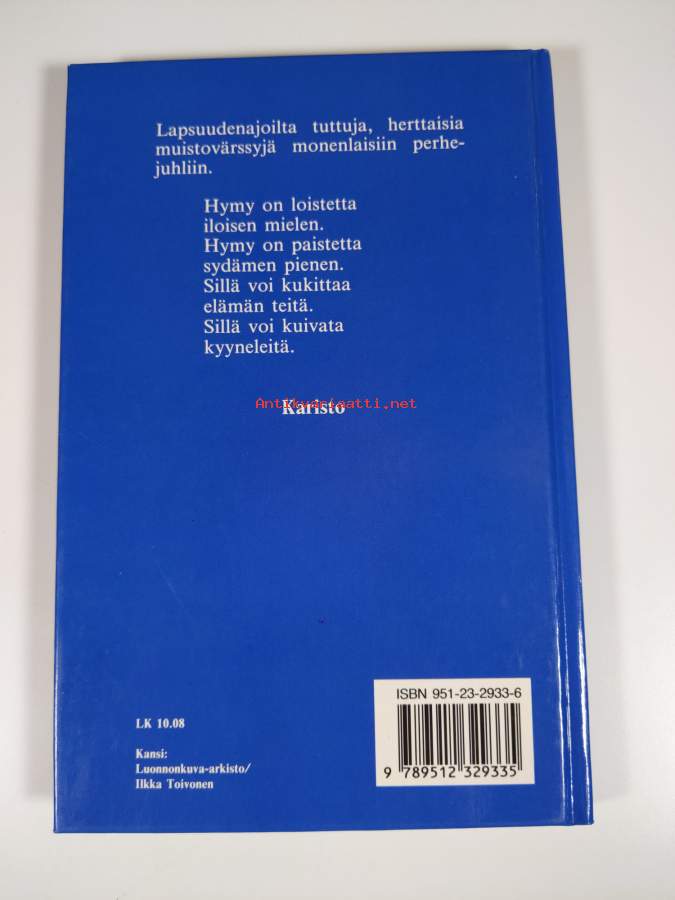 Lapsuudenajoilta tuttuja, herttaisia
muistovärssyjä monenlaisiin perhe-
juhliin.
Hymy on loistetta
iloisen mielen.
Hymy on paistetta
sydämen pienen.
Sillä voi kukittaa
elämän teitä.
Sillä voi kuivata
kyyneleitä.
Karisto
Antikvariaatti.net
ISBN 951-23-2933-6
9 789512 329335
LK 10.08
Kansi:
Luonnonkuva-arkisto/
Ilkka Toivonen